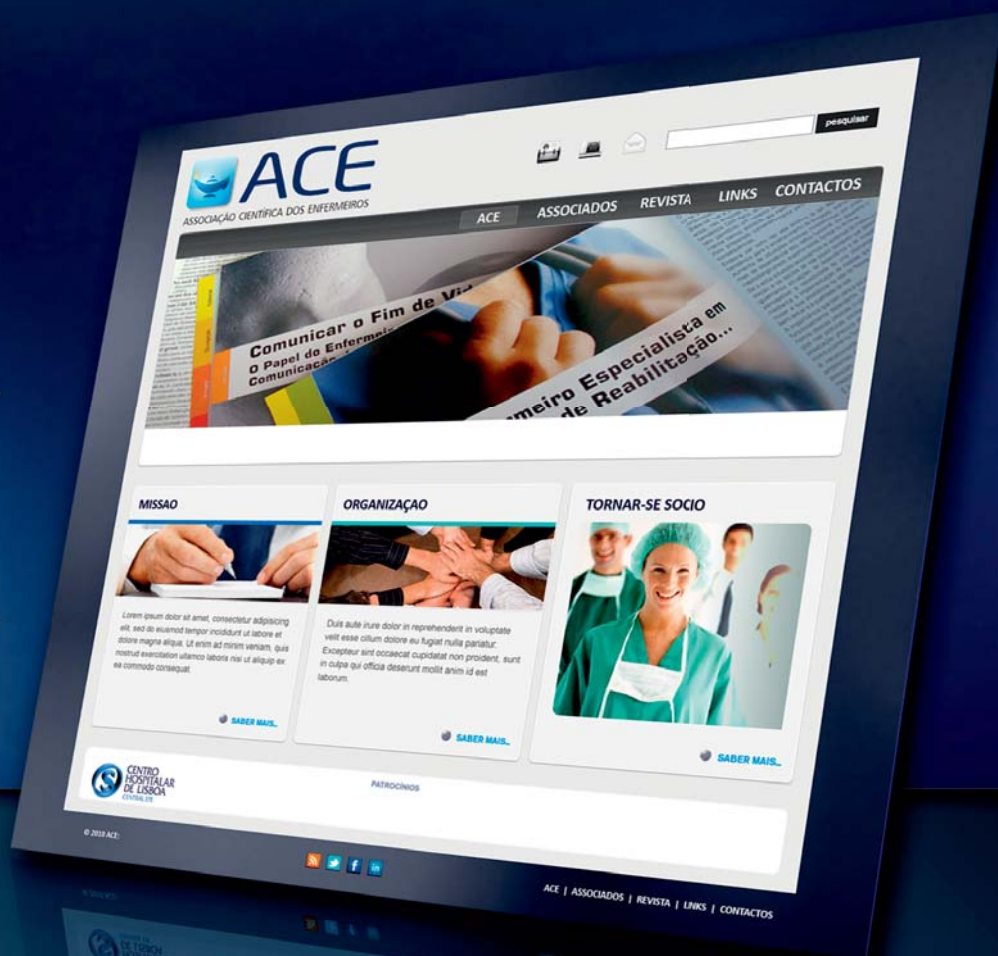 ACE
ASSOCIAÇÃO CIENTÍFICA DOS ENFERMEIROS
pesquisar
ACE
ASSOCIADOS
REVISTA
LINKS
CONTACTOS
Comunicar o Fim de
O Papel do
Comunicação
meiro Especialista em
de Reabilitação...
MISSAO
Lorem ipsum dolor sit amet, consectetur adipisicing
elit, sed do eiusmod tempor incididunt ut labore et
dolore magna aliqua. Ut enim ad minim veniam, quis
nostrud exercitation ullamco laboris nisi ut aliquip ex
ea commodo consequat.
SABER MAIS...
ORGANIZAÇAO
Duis aute irure dolor in reprehenderit in voluptate
velit esse cillum dolore eu fugiat nulla pariatur.
Excepteur sint occaecat cupidatat non proident, sunt
in culpa qui officia deserunt mollit anim id est
laborum.
SABER MAIS...
TORNAR-SE SOCIO
SABER MAIS...
CENTRO
HOSPITALAR
DE LISBOA
CENTRAL
PATROCÍNIOS
© 2010 ACE:
ACE | ASSOCIADOS | REVISTA | LINKS | CONTACTOS